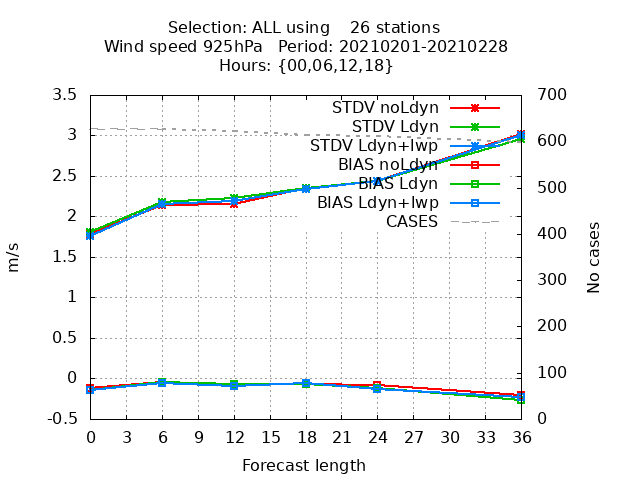 Selection: ALL using    26 stations
Wind speed 925hPa   Period: 20210201-20210228
Hours: {00,06,12,18}
3.5
3
2.5
2
1.5
1
0.5
0
-0.5
m/s
STDV noLdyn
STDV Ldyn
STDV Ldyn+lwp
BIAS noLdyn
BIAS Ldyn
BIAS Ldyn+lwp
CASES
700
600
500
400
300
200
100
0
No cases
0 3 6 9 12 15 18 21 24 27 30 33 36
Forecast length